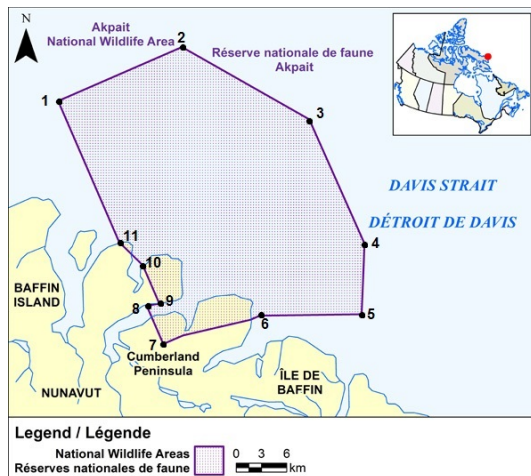 N
Akpait
National Wildlife Area
Réserve nationale de faune
Akpait
1
2
3
4
5
6
7
8
9
10
11
DAVIS STRAIT
DÉTROIT DE DAVIS
BAFFIN
ISLAND
NUNAVUT
Cumberland
Peninsula
ÎLE DE
BAFFIN
Legend / Légende
National Wildlife Areas
Réserves nationales de faune
0 3 6
km